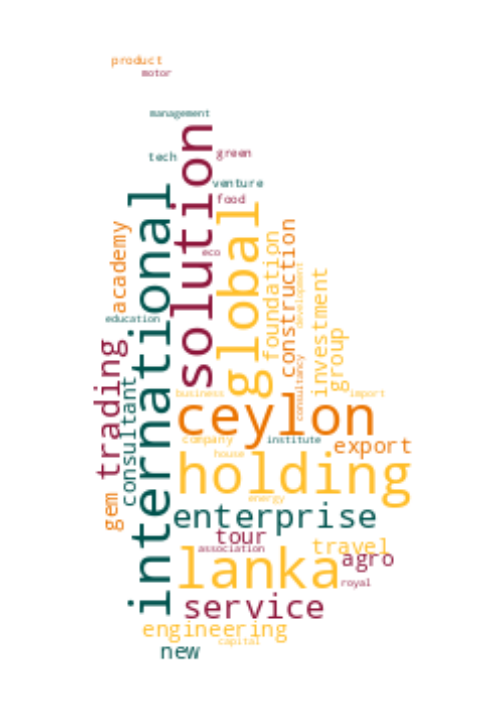 product
motor
management
tech
green
venture
food
solution
international
global
academy
eco
foundation
construction
development
investment
education
group
trading
consultant
consultancy
business
import
ceylon
company
institute
export
house
holding
gem
energy
enterprise
tour
association
travel
lanka
agro
royal
service
engineering
capital
new